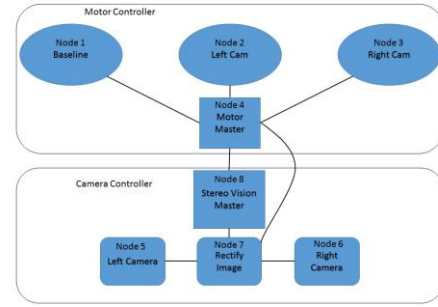 Motor Controller
Node 1
Baseline
Node 2
Left Cam
Node 3
Right Cam
Node 4
Motor
Master
Camera Controller
Node 8
Stereo Vision
Master
Node 5
Left Camera
Node 7
Rectify
Image
Node 6
Right
Camera